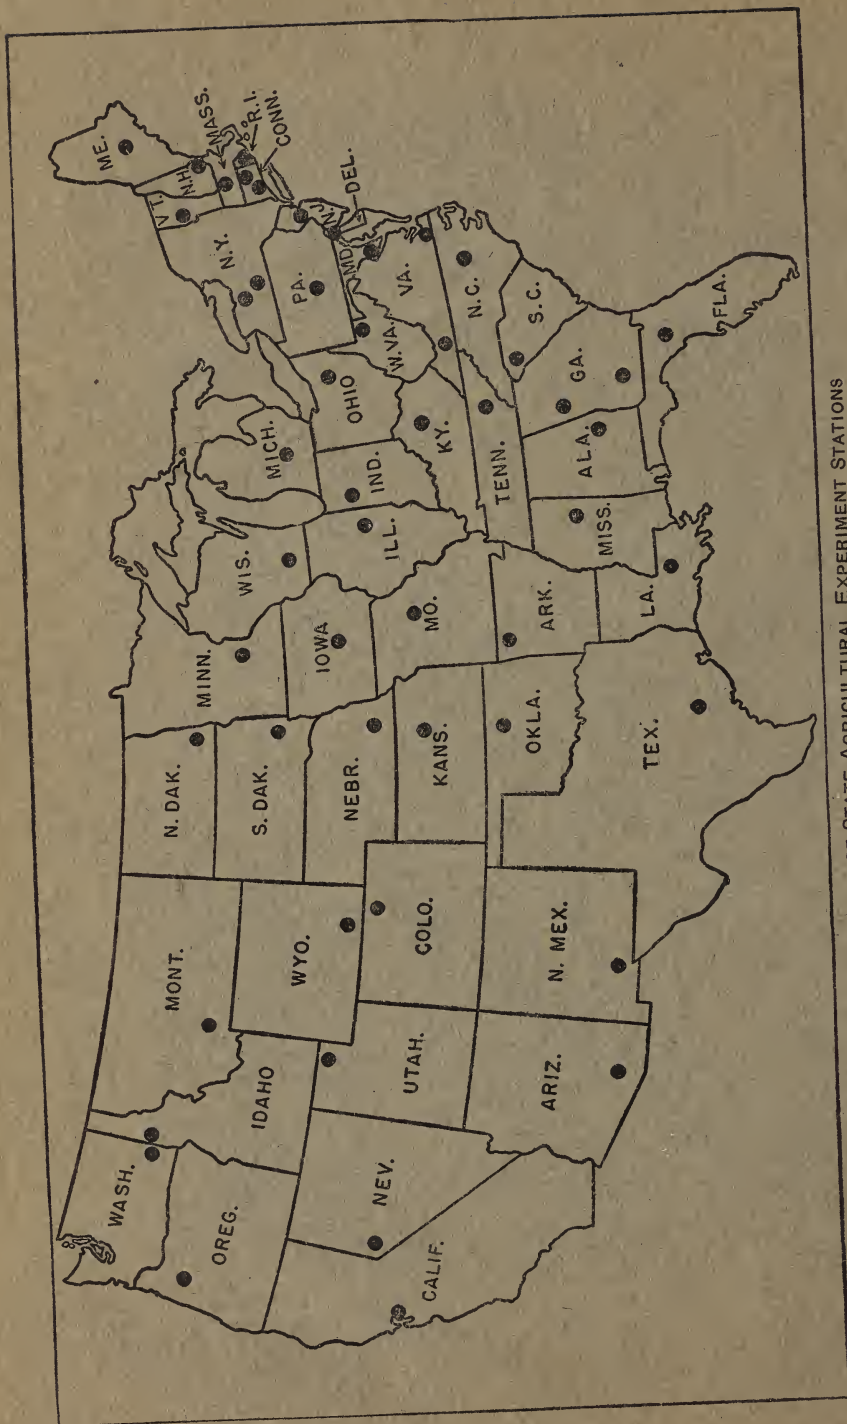 WASH.
OREG.
CALIF.
NEV.
IDAHO
MONT.
WYO.
UTAH.
ARIZ.
COLO.
N. MEX.
N. DAK.
S. DAK.
NEBR.
KANS.
OKLA.
TEX.
MINN.
IOWA
MO.
ARK.
LA.
WIS.
ILL.
MICH.
IND.
OHIO
KY.
TENN.
MISS.
ALA.
GA.
FLA.
S.C.
N.C.
VA.
W.VA.
MD.
DEL.
PA.
N.J.
N.Y.
VT.
N.H.
ME.
MASS.
R.I.
CONN.
STATE AGRICULTURAL EXPERIMENT STATIONS